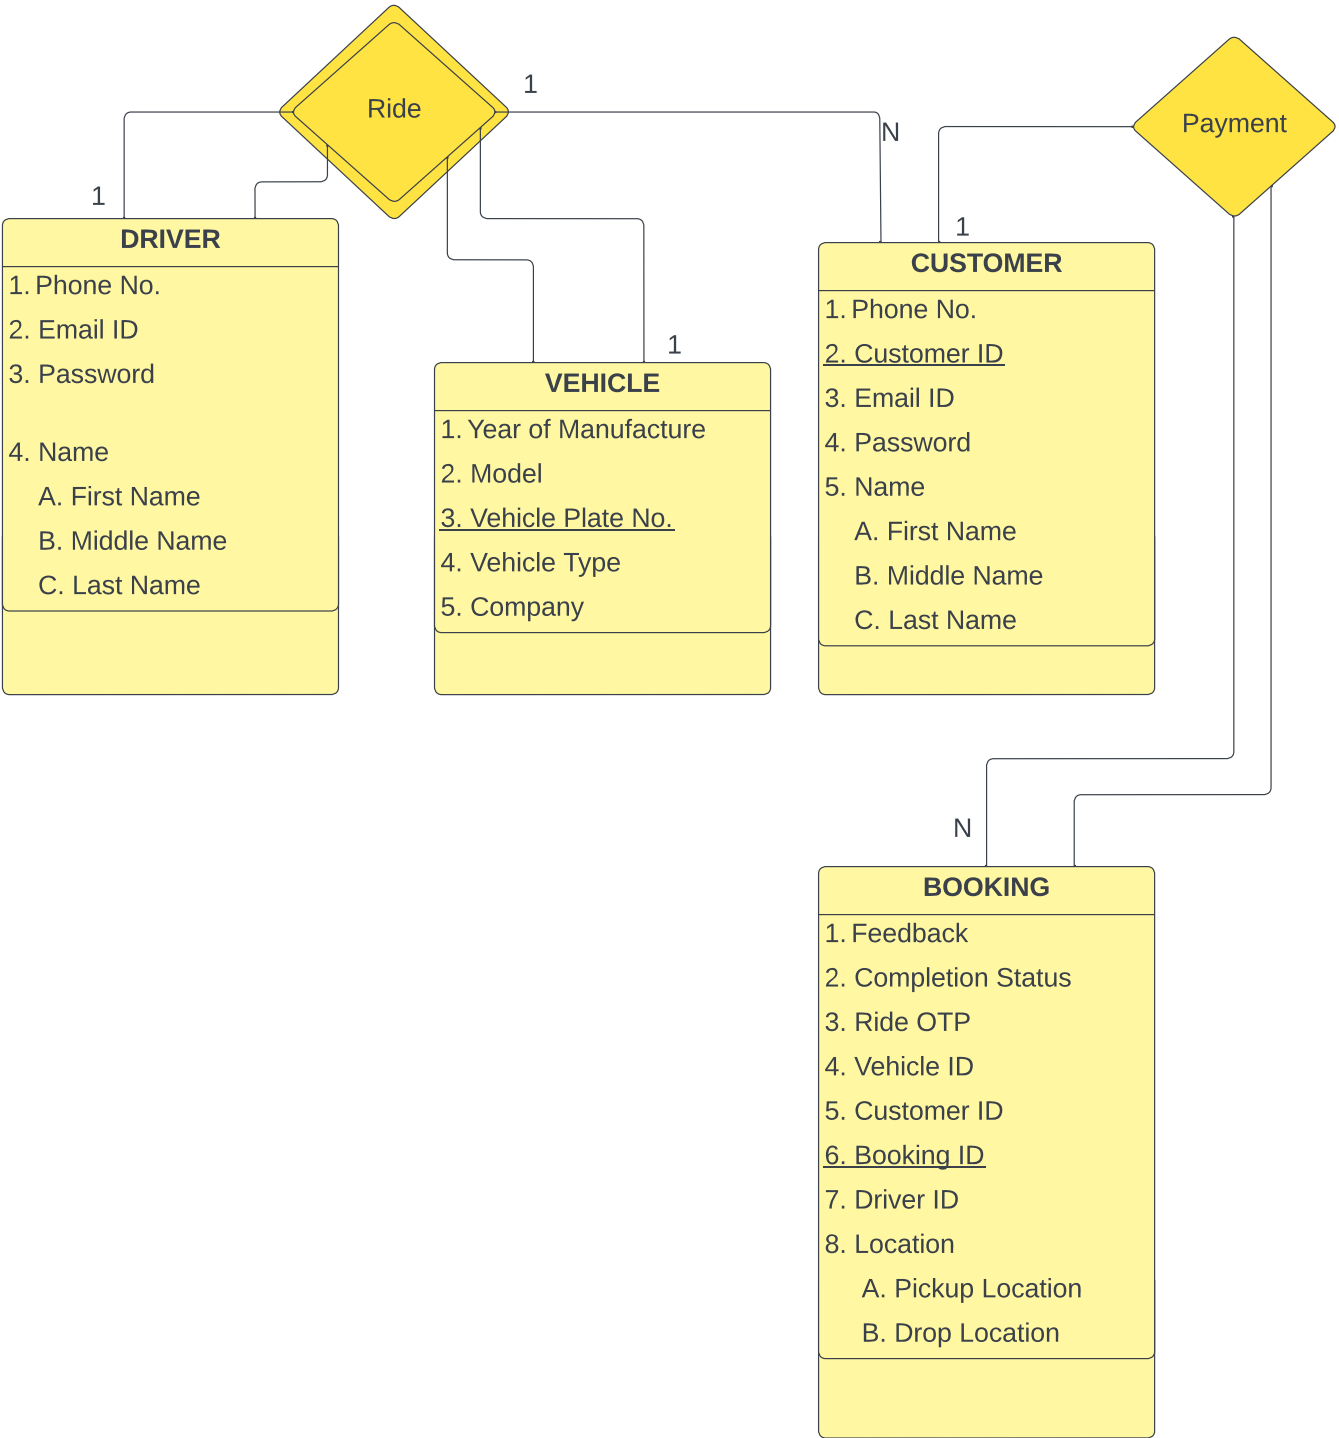 Ride
1
N
Payment
1
DRIVER
1. Phone No.
2. Email ID
3. Password
4. Name
A. First Name
B. Middle Name
C. Last Name
1
VEHICLE
1. Year of Manufacture
2. Model
3. Vehicle Plate No.
4. Vehicle Type
5. Company
1
CUSTOMER
1. Phone No.
2. Customer ID
3. Email ID
4. Password
5. Name
A. First Name
B. Middle Name
C. Last Name
N
BOOKING
1. Feedback
2. Completion Status
3. Ride OTP
4. Vehicle ID
5. Customer ID
6. Booking ID
7. Driver ID
8. Location
A. Pickup Location
B. Drop Location